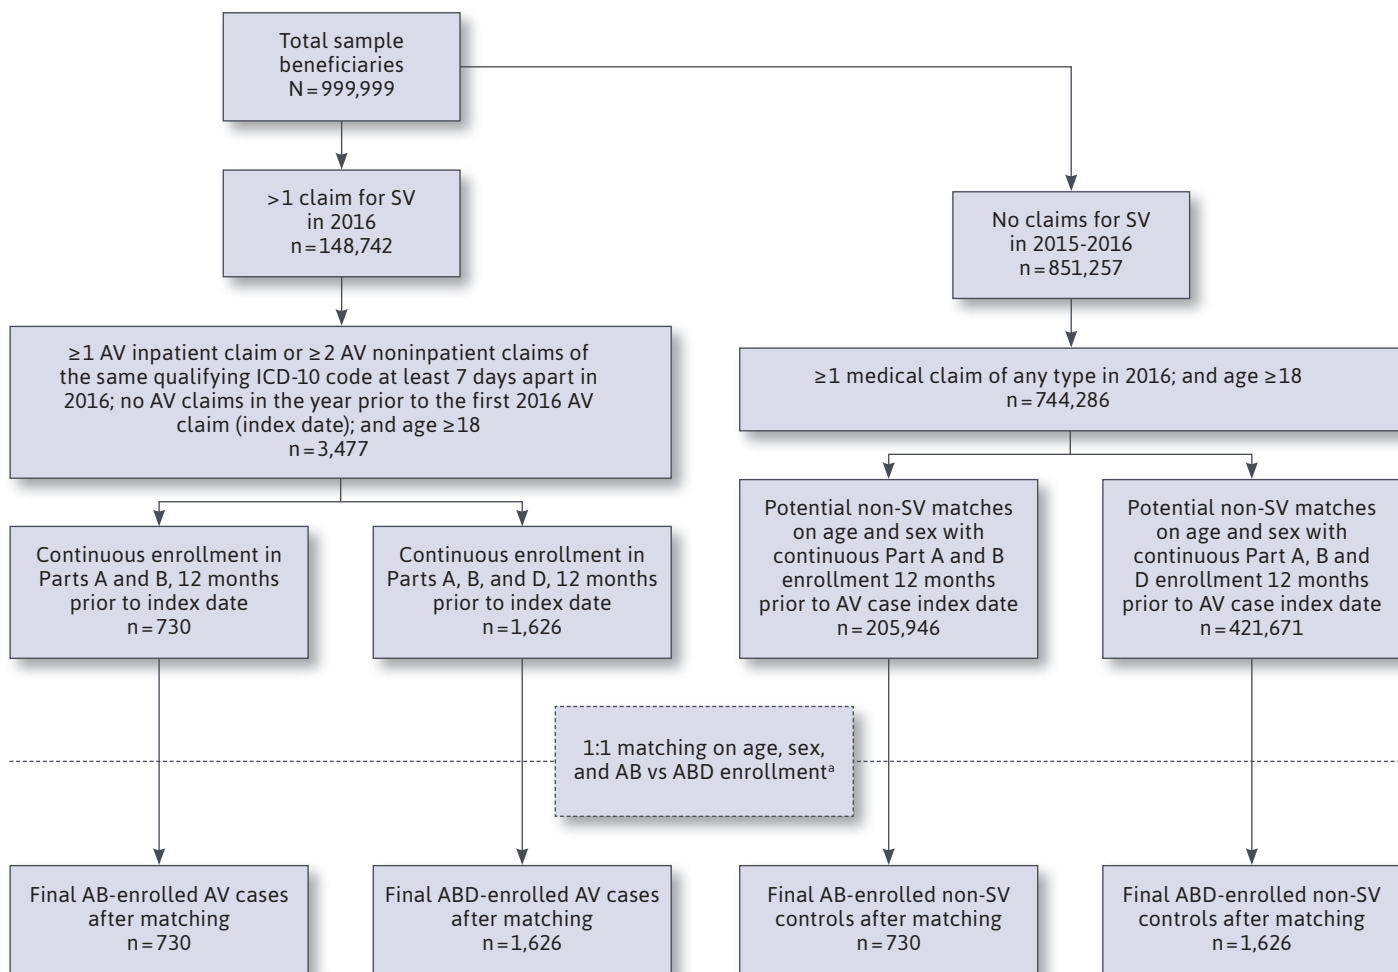 Total sample
beneficiaries
N=999,999
>1 claim for SV
in 2016
n=148,742
No claims for SV
in 2015-2016
n=851,257
≥1 AV inpatient claim or ≥2 AV noninpatient claims of
the same qualifying ICD-10 code at least 7 days apart in
2016; no AV claims in the year prior to the first 2016 AV
claim (index date); and age ≥18
n=3,477
≥1 medical claim of any type in 2016; and age ≥18
n=744,286
Continuous enrollment in
Parts A and B, 12 months
prior to index date
n=730
Continuous enrollment in
Parts A, B, and D, 12 months
prior to index date
n=1,626
Potential non-SV matches
on age and sex with
continuous Part A and B
enrollment 12 months
prior to AV case index date
n=205,946
Potential non-SV matches
on age and sex with
continuous Part A, B and
D enrollment 12 months
prior to AV case index date
n=421,671
1:1 matching on age, sex,
and AB vs ABD enrollmentᵃ
Final AB-enrolled AV cases
after matching
n=730
Final ABD-enrolled AV cases
after matching
n=1,626
Final AB-enrolled non-SV
controls after matching
n=730
Final ABD-enrolled non-SV
controls after matching
n=1,626